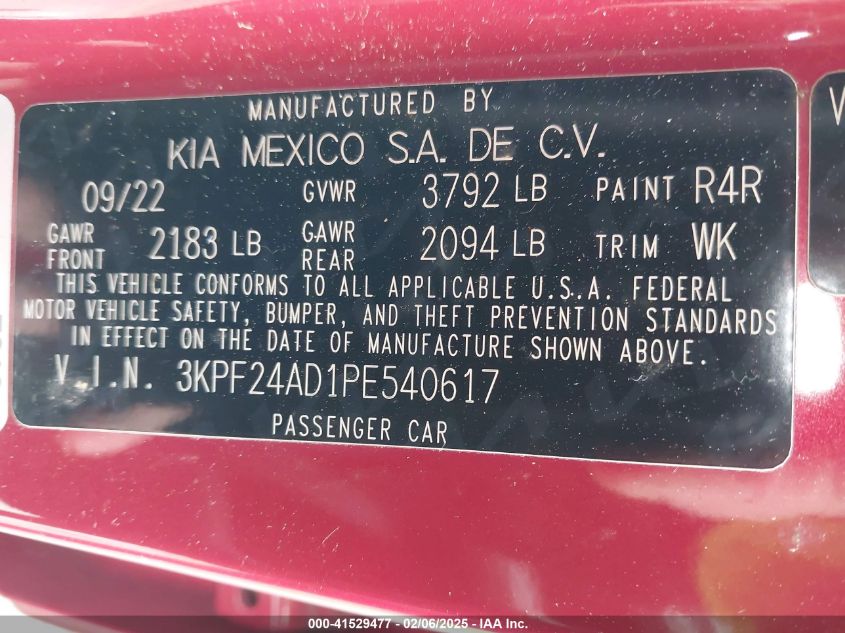 MANUFACTURED BY
KIA MEXICO S.A. DE C.V.
09/22 GVWR 3792 LB PAINT R4R
GAWR FRONT 2183 LB GAWR REAR 2094 LB TRIM WK
THIS VEHICLE CONFORMS TO ALL APPLICABLE U.S.A. FEDERAL
MOTOR VEHICLE SAFETY, BUMPER, AND THEFT PREVENTION STANDARDS
IN EFFECT ON THE DATE OF MANUFACTURE SHOWN ABOVE.
V.I.N. 3KPF24AD1PE540617
PASSENGER CAR
V
000-41529477 - 02/06/2025 - IAA Inc.